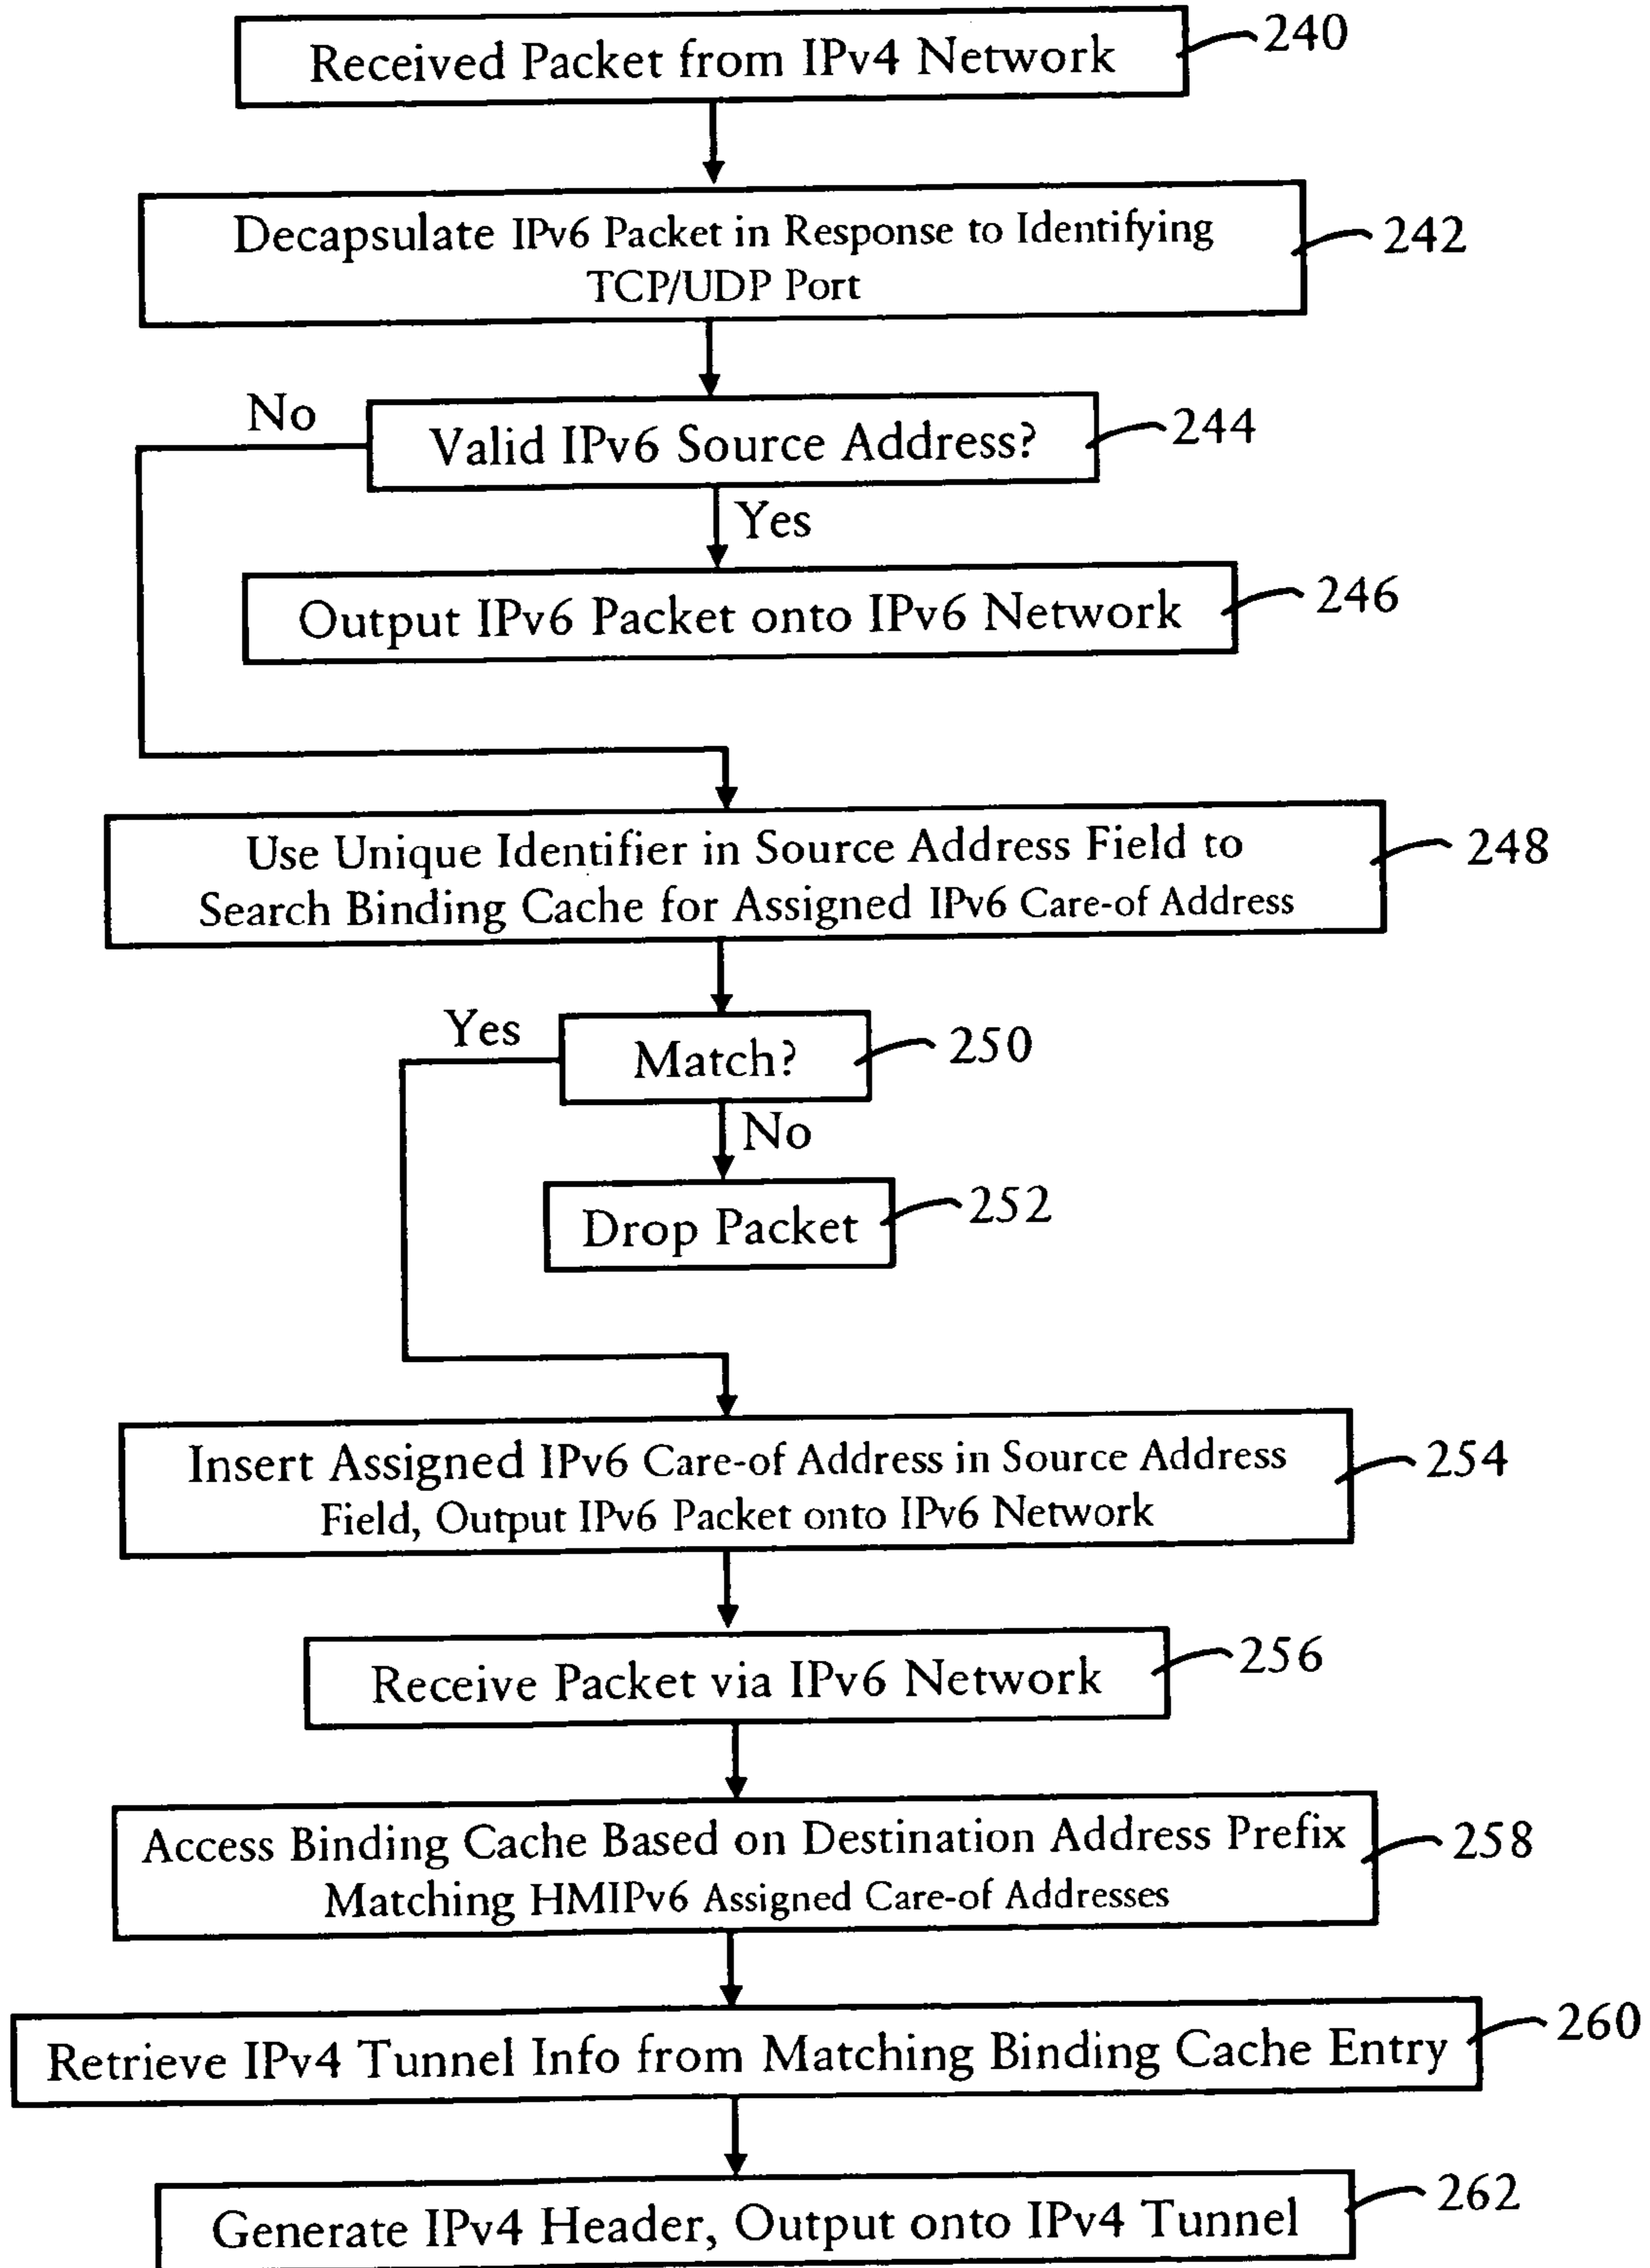 Received Packet from IPv4 Network
240
Decapsulate IPv6 Packet in Response to Identifying
TCP/UDP Port
242
No
Valid IPv6 Source Address?
244
Yes
Output IPv6 Packet onto IPv6 Network
246
Use Unique Identifier in Source Address Field to
Search Binding Cache for Assigned IPv6 Care-of Address
248
Yes
Match?
250
No
Drop Packet
252
Insert Assigned IPv6 Care-of Address in Source Address
Field, Output IPv6 Packet onto IPv6 Network
254
Receive Packet via IPv6 Network
256
Access Binding Cache Based on Destination Address Prefix
Matching HMIPv6 Assigned Care-of Addresses
258
Retrieve IPv4 Tunnel Info from Matching Binding Cache Entry
260
Generate IPv4 Header, Output onto IPv4 Tunnel
262